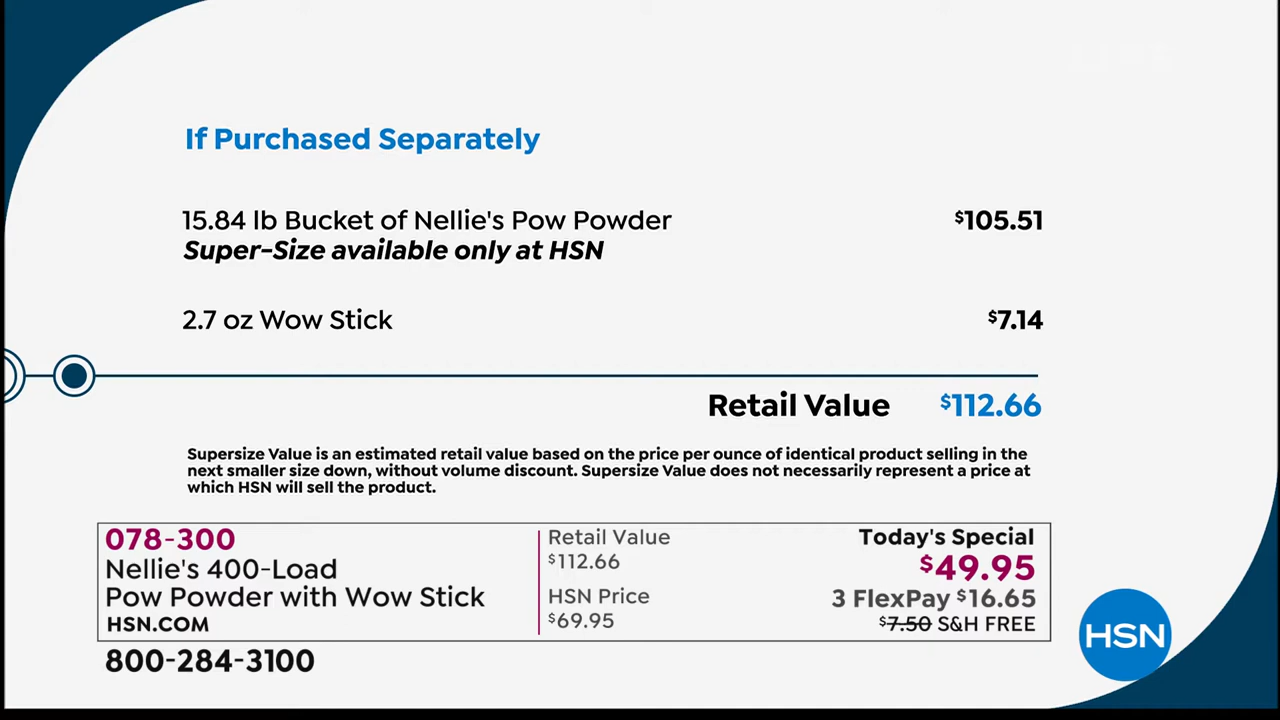 If Purchased Separately
15.84 lb Bucket of Nellie's Pow Powder $105.51
Super-Size available only at HSN
2.7 oz Wow Stick $7.14
Retail Value $112.66
Supersize Value is an estimated retail value based on the price per ounce of identical product selling in the
next smaller size down, without volume discount. Supersize Value does not necessarily represent a price at
which HSN will sell the product.
078-300
Nellie's 400-Load
Pow Powder with Wow Stick
HSN.COM
Retail Value
$112.66
HSN Price
$69.95
Today's Special
$49.95
3 FlexPay $16.65
$7.50 S&H FREE
800-284-3100
HSN